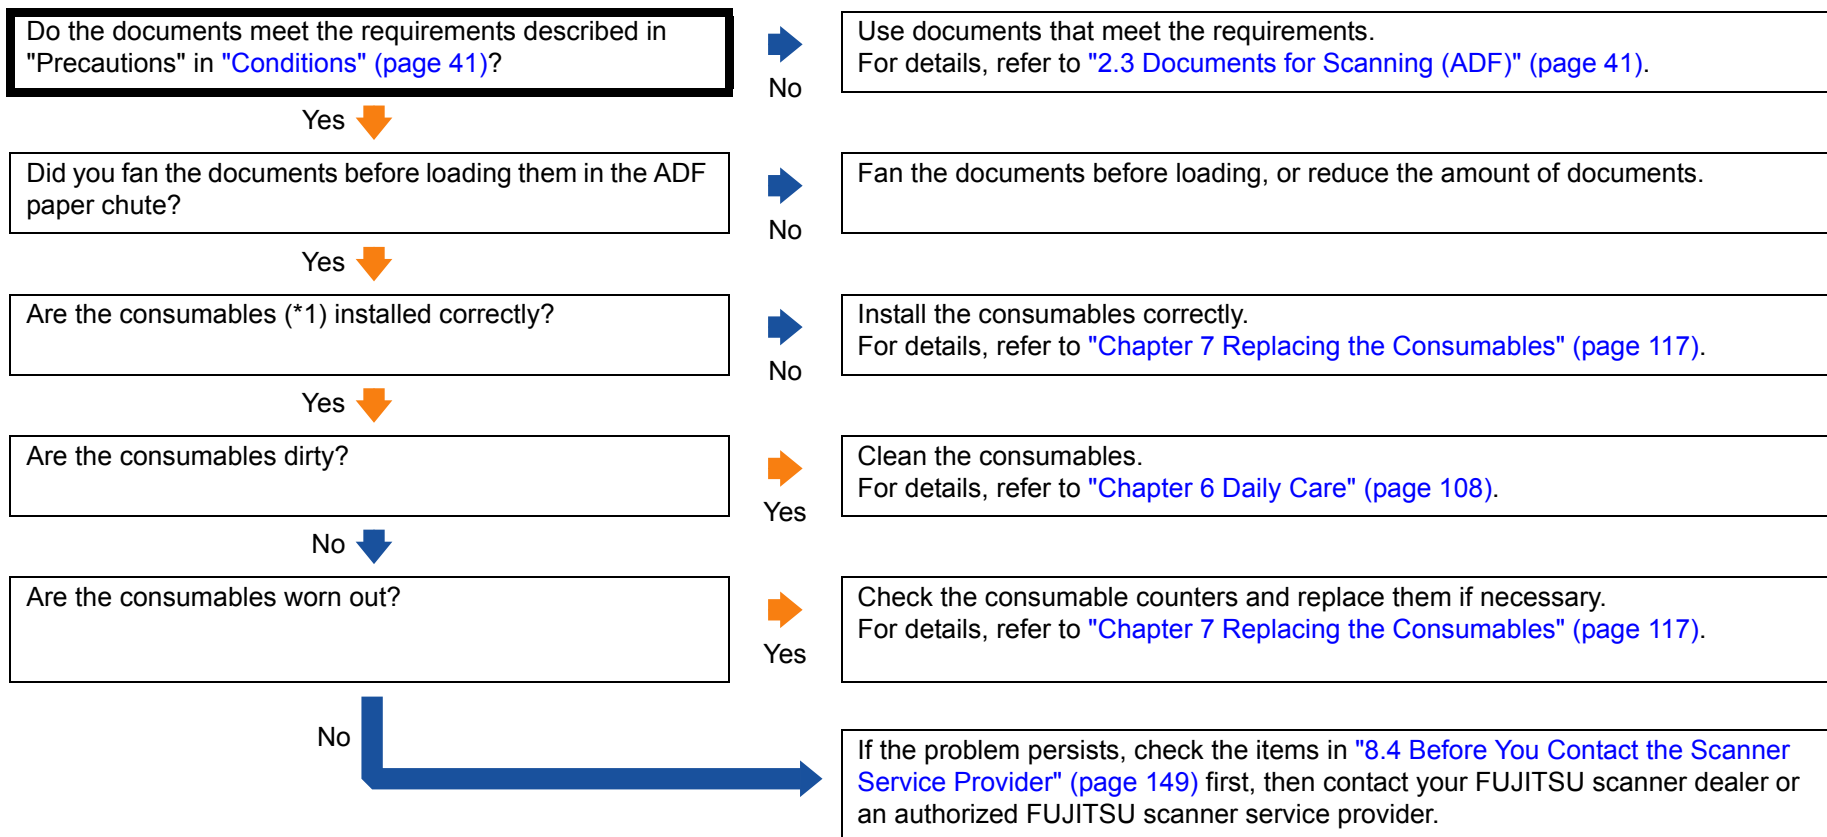 Do the documents meet the requirements described in
"Precautions" in "Conditions" (page 41)?
No
Use documents that meet the requirements.
For details, refer to "2.3 Documents for Scanning (ADF)" (page 41).
Yes
Did you fan the documents before loading them in the ADF
paper chute?
No
Fan the documents before loading, or reduce the amount of documents.
Yes
Are the consumables (*1) installed correctly?
No
Install the consumables correctly.
For details, refer to "Chapter 7 Replacing the Consumables" (page 117).
Yes
Are the consumables dirty?
Yes
Clean the consumables.
For details, refer to "Chapter 6 Daily Care" (page 108).
No
Are the consumables worn out?
Yes
Check the consumable counters and replace them if necessary.
For details, refer to "Chapter 7 Replacing the Consumables" (page 117).
No
If the problem persists, check the items in "8.4 Before You Contact the Scanner
Service Provider" (page 149) first, then contact your FUJITSU scanner dealer or
an authorized FUJITSU scanner service provider.